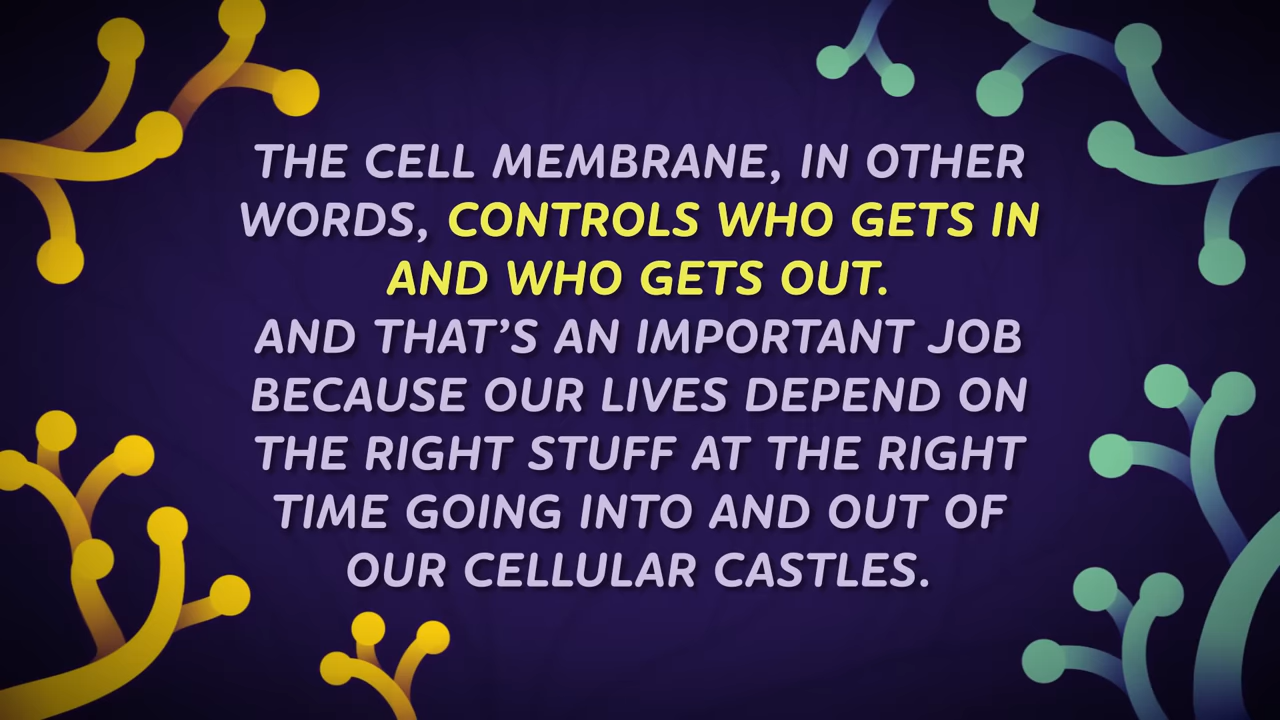 THE CELL MEMBRANE, IN OTHER
WORDS, CONTROLS WHO GETS IN
AND WHO GETS OUT.
AND THAT’S AN IMPORTANT JOB
BECAUSE OUR LIVES DEPEND ON
THE RIGHT STUFF AT THE RIGHT
TIME GOING INTO AND OUT OF
OUR CELLULAR CASTLES.